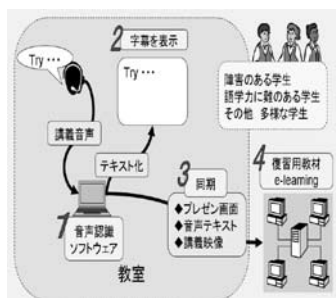 2 字幕を表示
Try・・・
Try・・・
障害のある学生
語学力に難のある学生
その他 多様な学生
講義音声
テキスト化
1 音声認識
ソフトウェア
3 同期
◆プレゼン画面
◆音声テキスト
◆講義映像
4 復習用教材
e-learning
教室